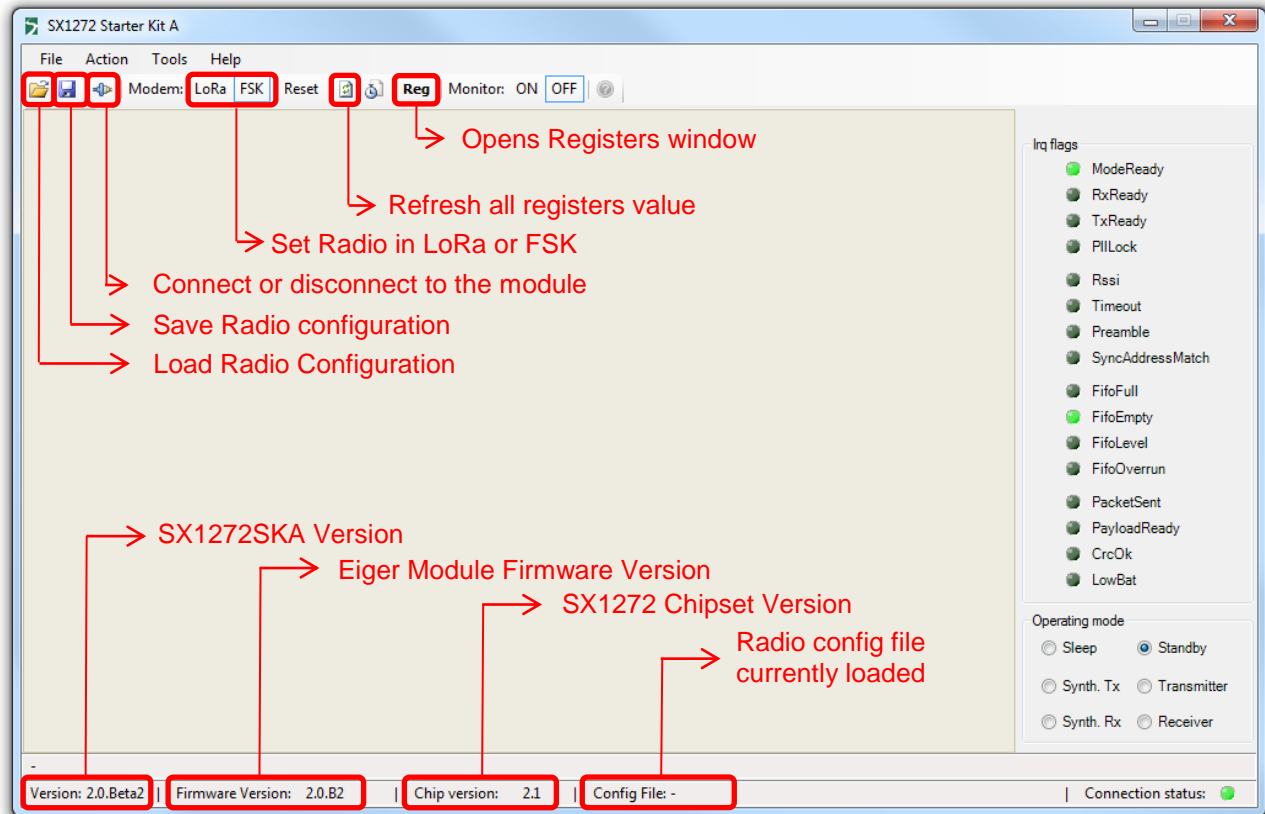 SX1272 Starter Kit A
File Action Tools Help
Modem: LoRa FSK Reset Reg Monitor: ON OFF
Opens Registers window
Refresh all registers value
Set Radio in LoRa or FSK
Connect or disconnect to the module
Save Radio configuration
Load Radio Configuration
SX1272SKA Version
Eiger Module Firmware Version
SX1272 Chipset Version
Radio config file
currently loaded
Irq flags
ModeReady
RxReady
TxReady
PllLock
Rssi
Timeout
Preamble
SyncAddressMatch
FifoFull
FifoEmpty
FifoLevel
FifoOverrun
PacketSent
PayloadReady
CrcOk
LowBat
Operating mode
Sleep Standby
Synth. Tx Transmitter
Synth. Rx Receiver
-
Version: 2.0.Beta2 | Firmware Version: 2.0.B2 | Chip version: 2.1 | Config File: - | Connection status: